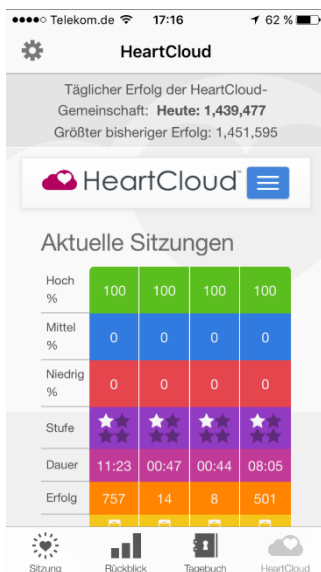 Telekom.de 17:16 62 %
HeartCloud
Täglicher Erfolg der HeartCloud-
Gemeinschaft: Heute: 1,439,477
Größter bisheriger Erfolg: 1,451,595
HeartCloud
Aktuelle Sitzungen
Hoch
% 100 100 100 100
Mittel
% 0 0 0 0
Niedrig
% 0 0 0 0
Stufe
Dauer 11:23 00:47 00:44 08:05
Erfolg 757 14 8 501
Sitzung Rückblick Tagebuch HeartCloud